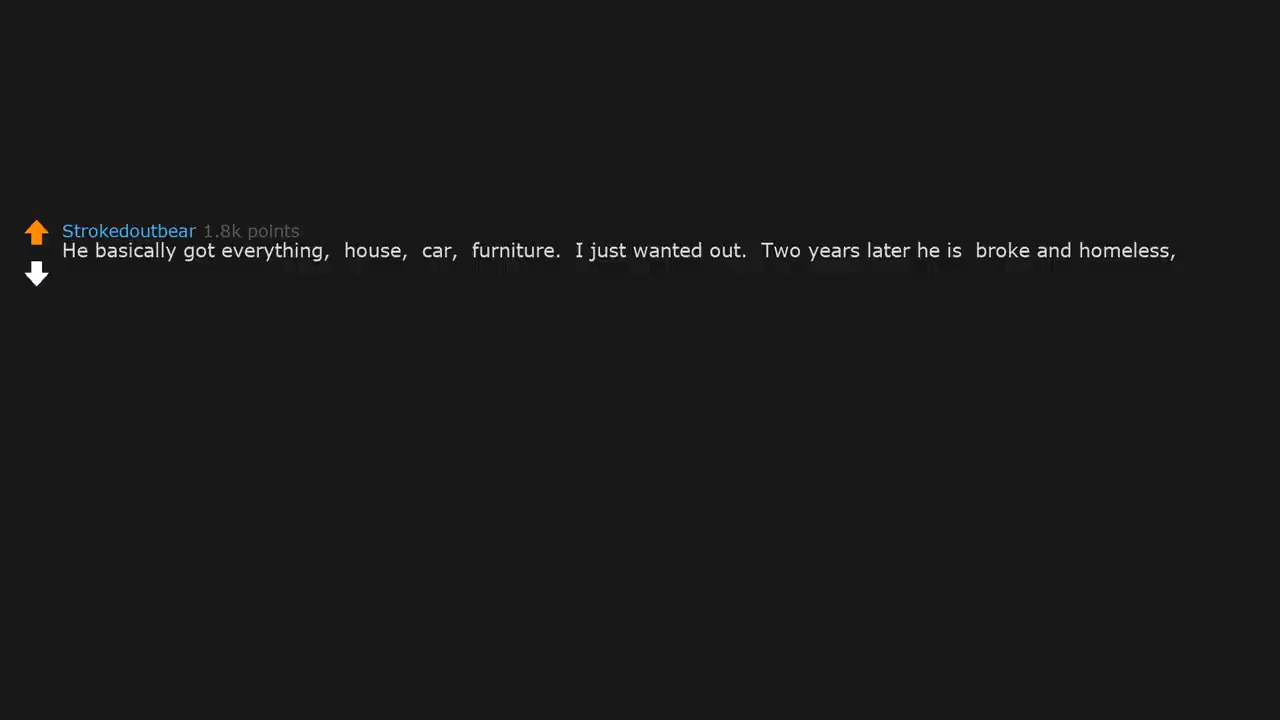 Strokedoutbear 1.8k points
He basically got everything,  house,  car,  furniture.  I just wanted out.  Two years later he is  broke and homeless,